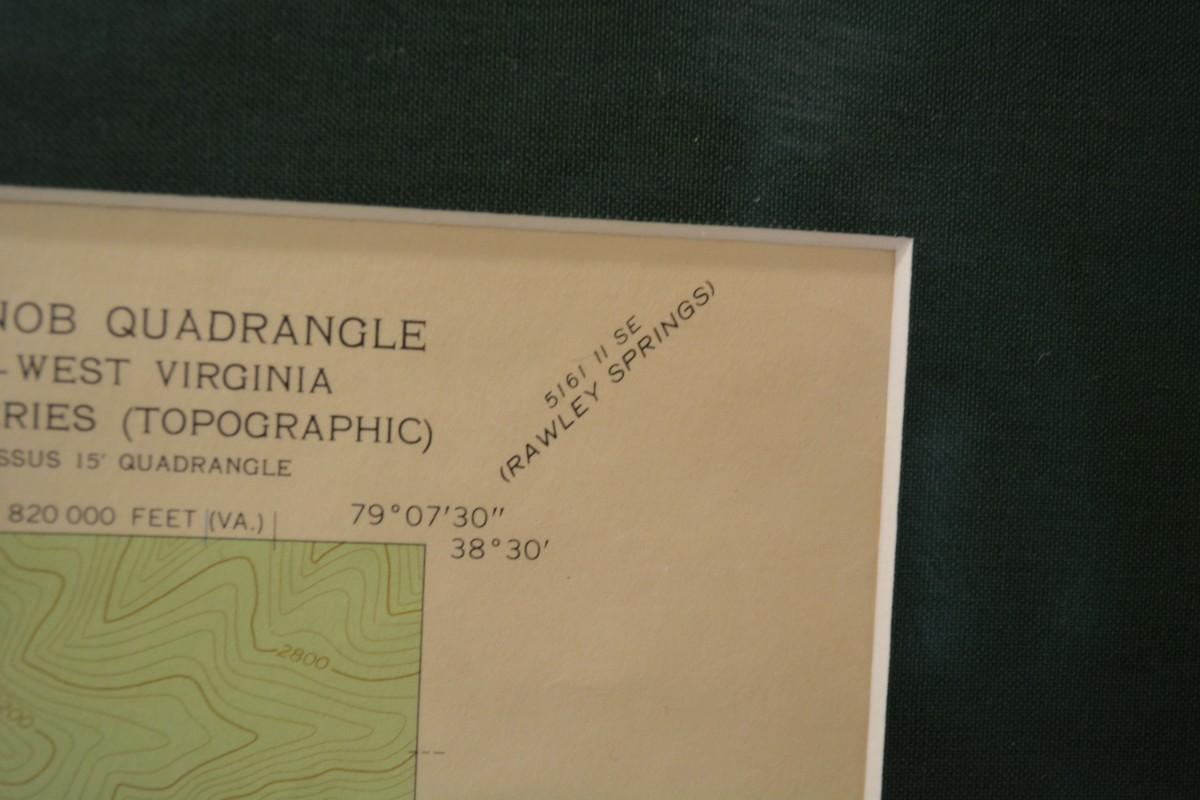 NOB QUADRANGLE
-WEST VIRGINIA
RIES (TOPOGRAPHIC)
SSUS 15' QUADRANGLE
5161 II SE
(RAWLEY SPRINGS)
820 000 FEET (VA.)
79°07'30"
38°30'
2800
200